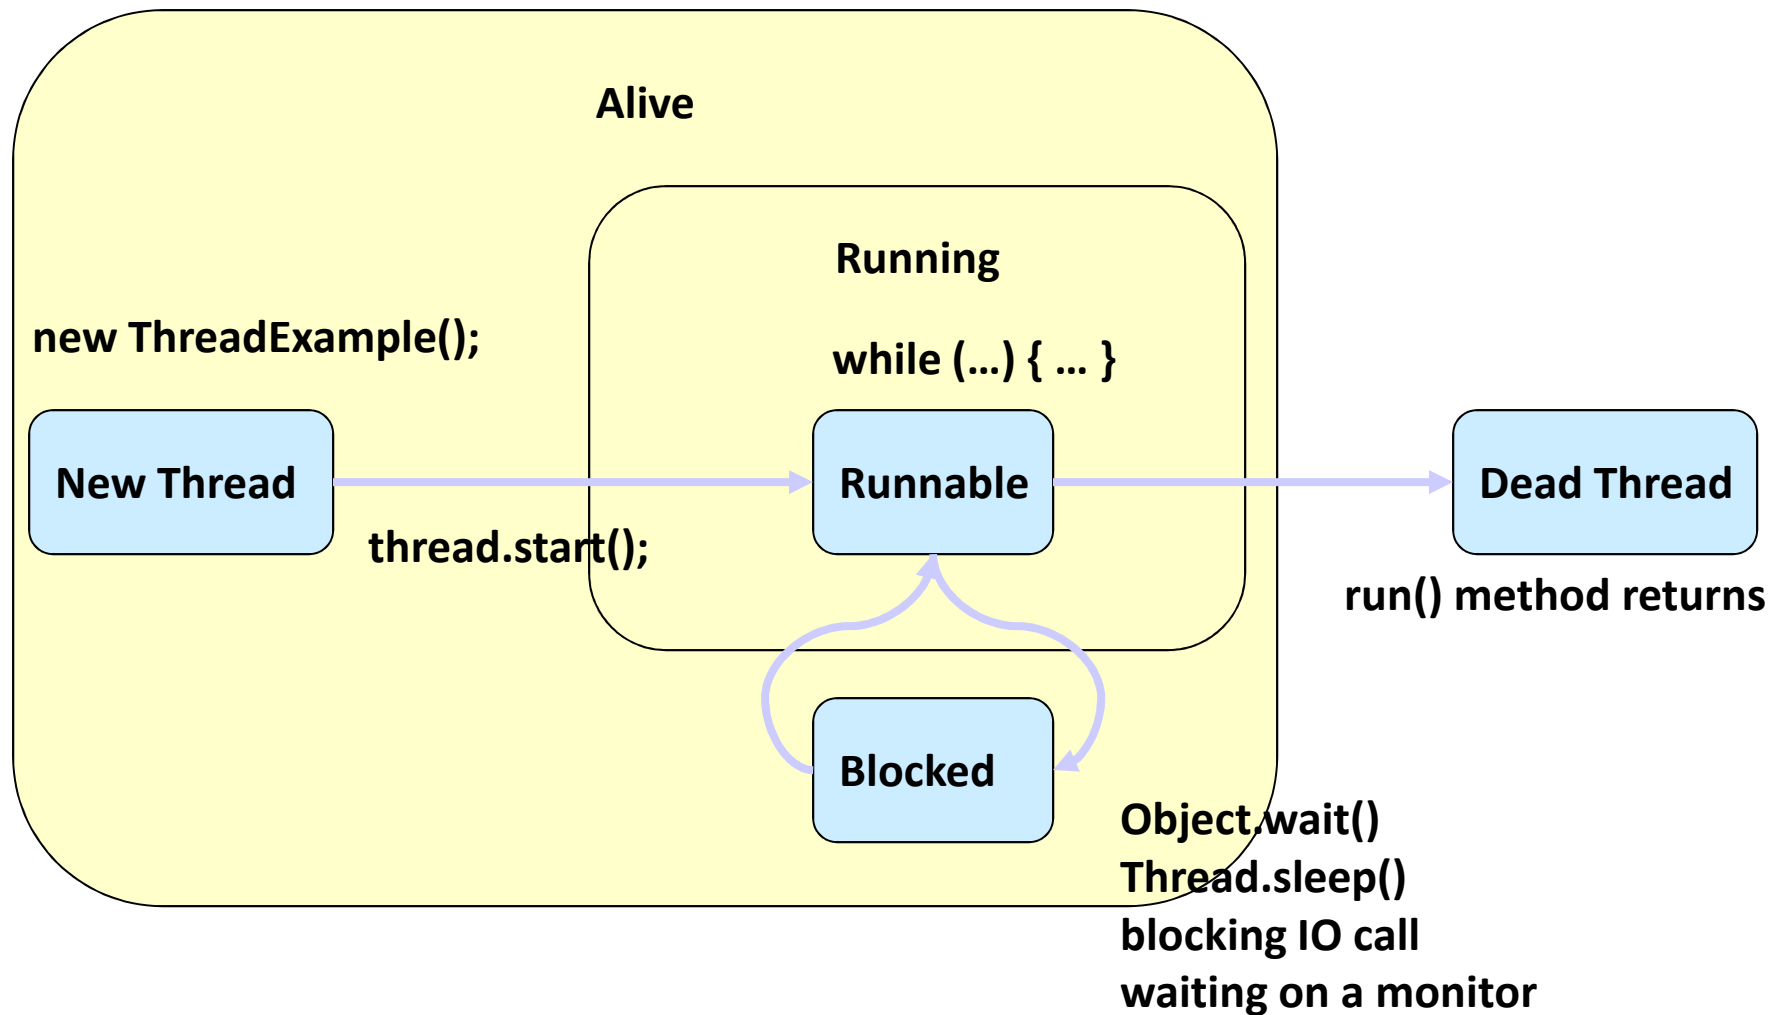 Alive
Running
new ThreadExample();
while (…) { … }
New Thread
Runnable
Dead Thread
thread.start();
run() method returns
Blocked
Object.wait()
Thread.sleep()
blocking IO call
waiting on a monitor